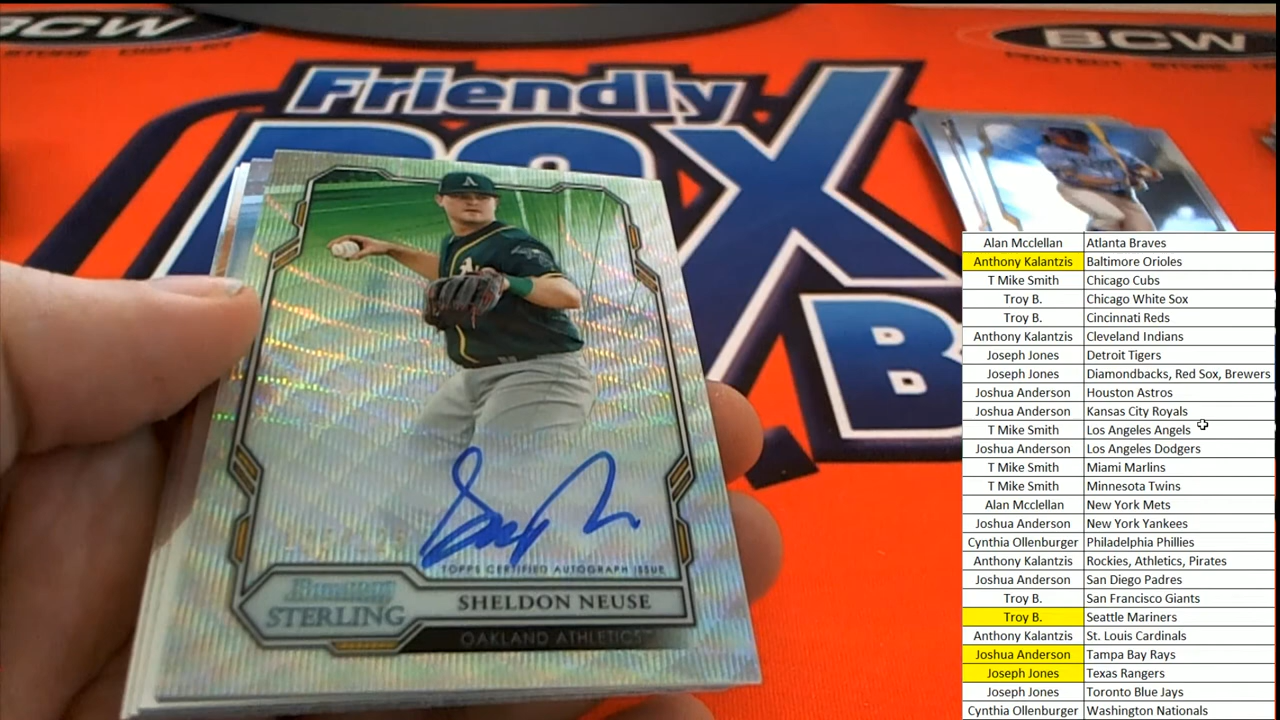 BCW
STORE DISPLAY
BCW
PROTECT STORE
Friendly
BOX
B
A
Bowman
STERLING
TOPPS CERTIFIED AUTOGRAPH ISSUE
SHELDON NEUSE
OAKLAND ATHLETICS
Alan Mcclellan Atlanta Braves
Anthony Kalantzis Baltimore Orioles
T Mike Smith Chicago Cubs
Troy B. Chicago White Sox
Troy B. Cincinnati Reds
Anthony Kalantzis Cleveland Indians
Joseph Jones Detroit Tigers
Joseph Jones Diamondbacks, Red Sox, Brewers
Joshua Anderson Houston Astros
Joshua Anderson Kansas City Royals
T Mike Smith Los Angeles Angels
Joshua Anderson Los Angeles Dodgers
T Mike Smith Miami Marlins
T Mike Smith Minnesota Twins
Alan Mcclellan New York Mets
Joshua Anderson New York Yankees
Cynthia Ollenburger Philadelphia Phillies
Anthony Kalantzis Rockies, Athletics, Pirates
Joshua Anderson San Diego Padres
Troy B. San Francisco Giants
Troy B. Seattle Mariners
Anthony Kalantzis St. Louis Cardinals
Joshua Anderson Tampa Bay Rays
Joseph Jones Texas Rangers
Joseph Jones Toronto Blue Jays
Cynthia Ollenburger Washington Nationals